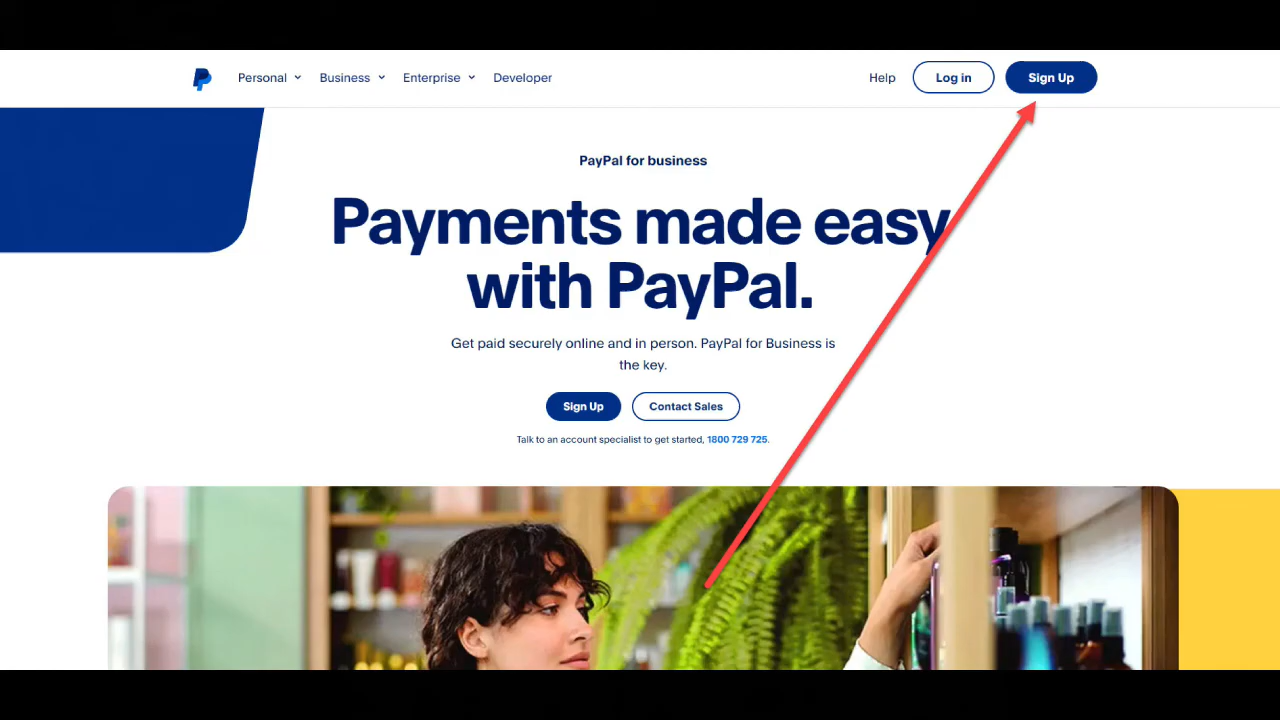 Personal Business Enterprise Developer Help Log in Sign Up
PayPal for business
Payments made easy
with PayPal.
Get paid securely online and in person. PayPal for Business is
the key.
Sign Up Contact Sales
Talk to an account specialist to get started, 1800 729 725.